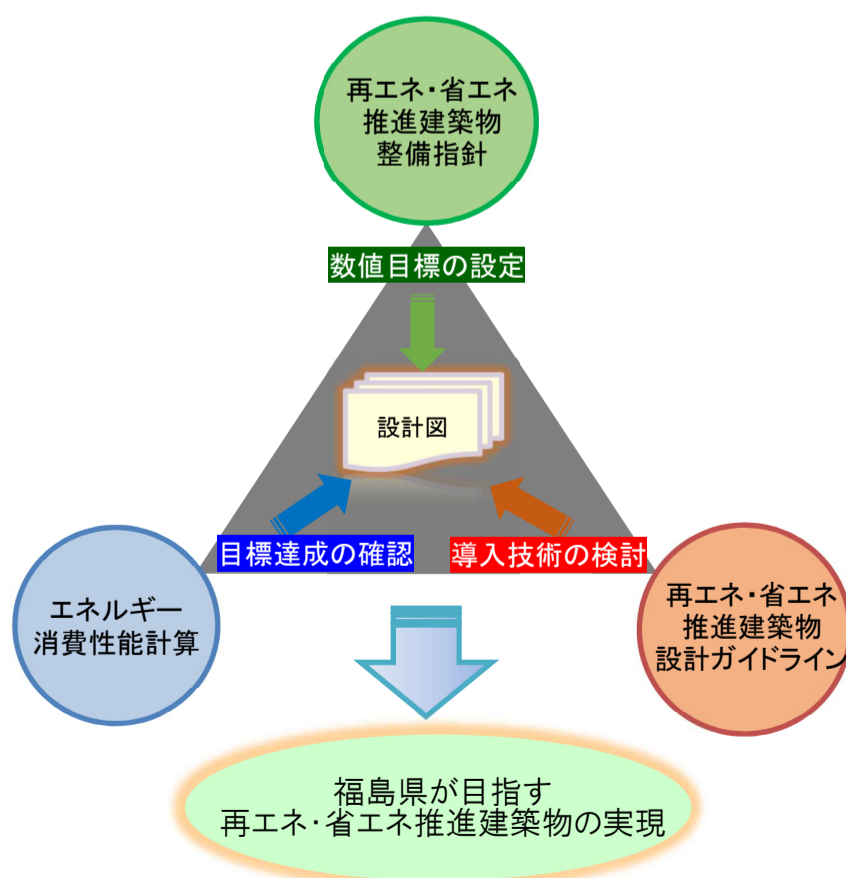 再エネ・省エネ
推進建築物
整備指針
数値目標の設定
設計図
目標達成の確認
導入技術の検討
エネルギー
消費性能計算
再エネ・省エネ
推進建築物
設計ガイドライン
福島県が目指す
再エネ・省エネ推進建築物の実現